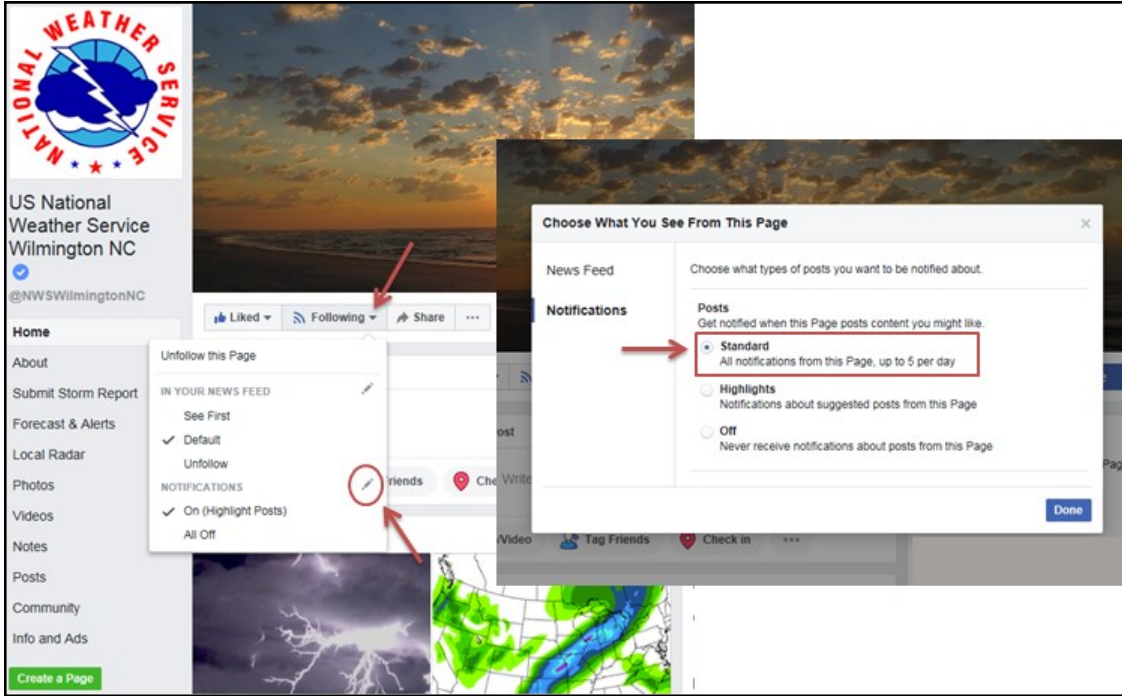 NATIONAL WEATHER SERVICE
US National
Weather Service
Wilmington NC
@NWSWilmingtonNC
Home
About
Submit Storm Report
Forecast & Alerts
Local Radar
Photos
Videos
Notes
Posts
Community
Info and Ads
Create a Page
Liked
Following
Share
Unfollow this Page
IN YOUR NEWS FEED
See First
Default
Unfollow
NOTIFICATIONS
On (Highlight Posts)
All Off
riends
Che
Choose What You See From This Page
News Feed
Notifications
Choose what types of posts you want to be notified about.
Posts
Get notified when this Page posts content you might like.
Standard
All notifications from this Page, up to 5 per day
Highlights
Notifications about suggested posts from this Page
Off
Never receive notifications about posts from this Page
Done
ost
Write
Pag
/Video
Tag Friends
Check in